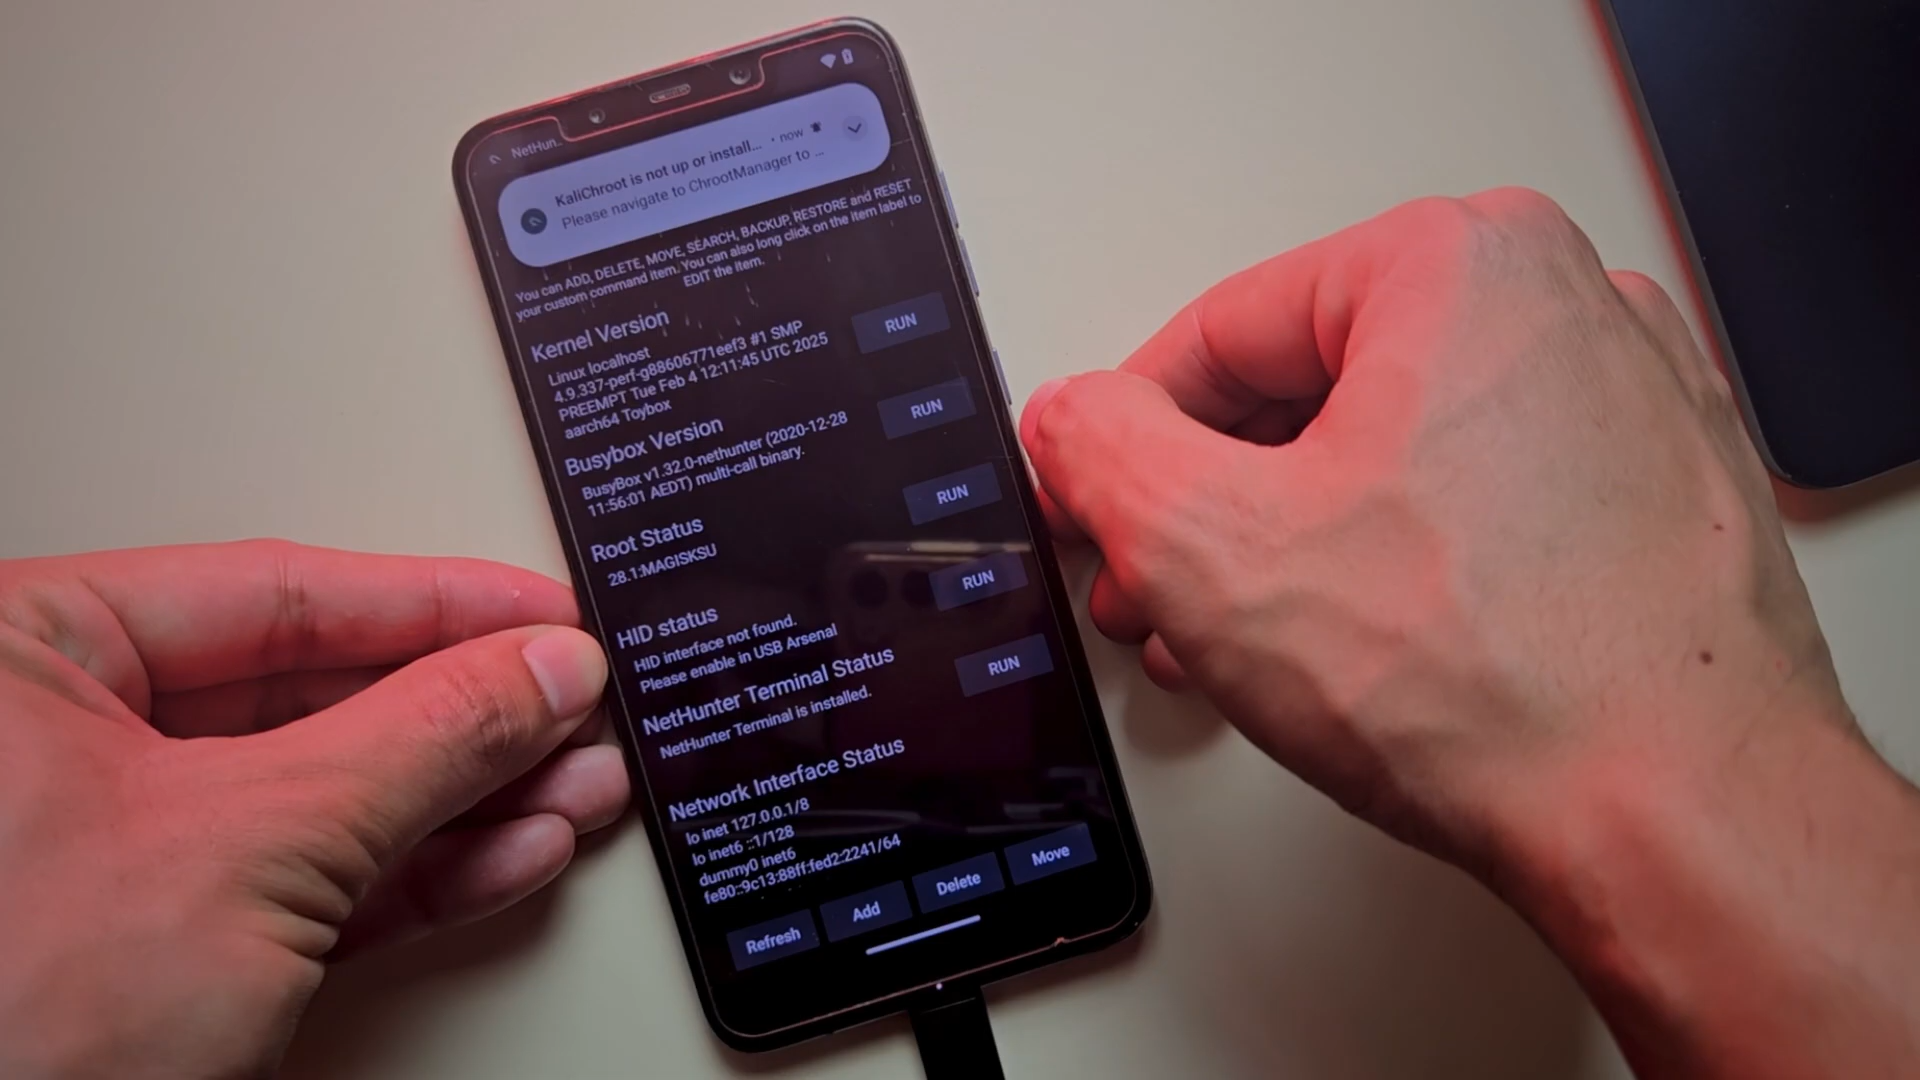 NetHun..
KaliChroot is not up or install... • now
Please navigate to ChrootManager to ...
You can ADD, DELETE, MOVE, SEARCH, BACKUP, RESTORE and RESET
your custom command item. You can also long click on the item label to
EDIT the item.
Kernel Version
RUN
Linux localhost
4.9.337-perf-g88606771eef3 #1 SMP
PREEMPT Tue Feb 4 12:11:45 UTC 2025
aarch64 Toybox
Busybox Version
RUN
BusyBox v1.32.0-nethunter (2020-12-28
11:56:01 AEDT) multi-call binary.
Root Status
RUN
28.1:MAGISKSU
HID status
RUN
HID interface not found.
Please enable in USB Arsenal
NetHunter Terminal Status
RUN
NetHunter Terminal is installed.
Network Interface Status
lo inet 127.0.0.1/8
lo inet6 ::1/128
dummy0 inet6
fe80::9c13:88ff:fed2:2241/64
Refresh
Add
Delete
Move